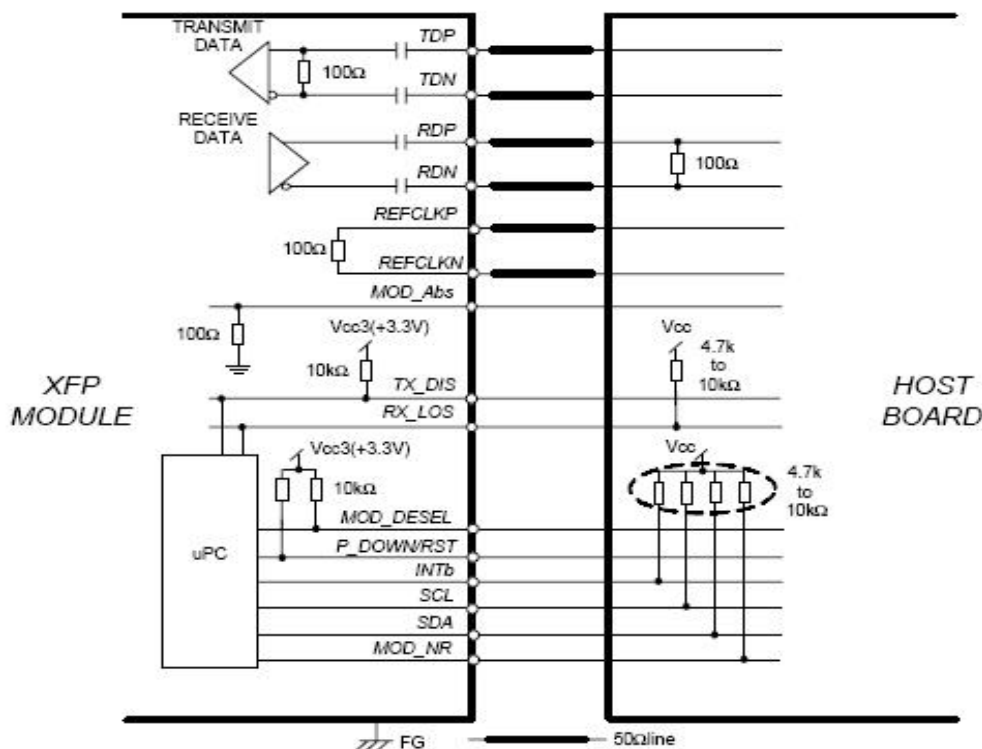 TRANSMIT
DATA
TDP
100Ω
TDN
RECEIVE
DATA
RDP
100Ω
RDN
REFCLKP
100Ω
REFCLKN
MOD_Abs
100Ω
Vcc3(+3.3V)
10kΩ
TX_DIS
RX_LOS
Vcc
4.7k
to
10kΩ
XFP
MODULE
HOST
BOARD
Vcc3(+3.3V)
10kΩ
Vcc
4.7k
to
10kΩ
uPC
MOD_DESEL
P_DOWN/RST
INTb
SCL
SDA
MOD_NR
FG
50Ωline